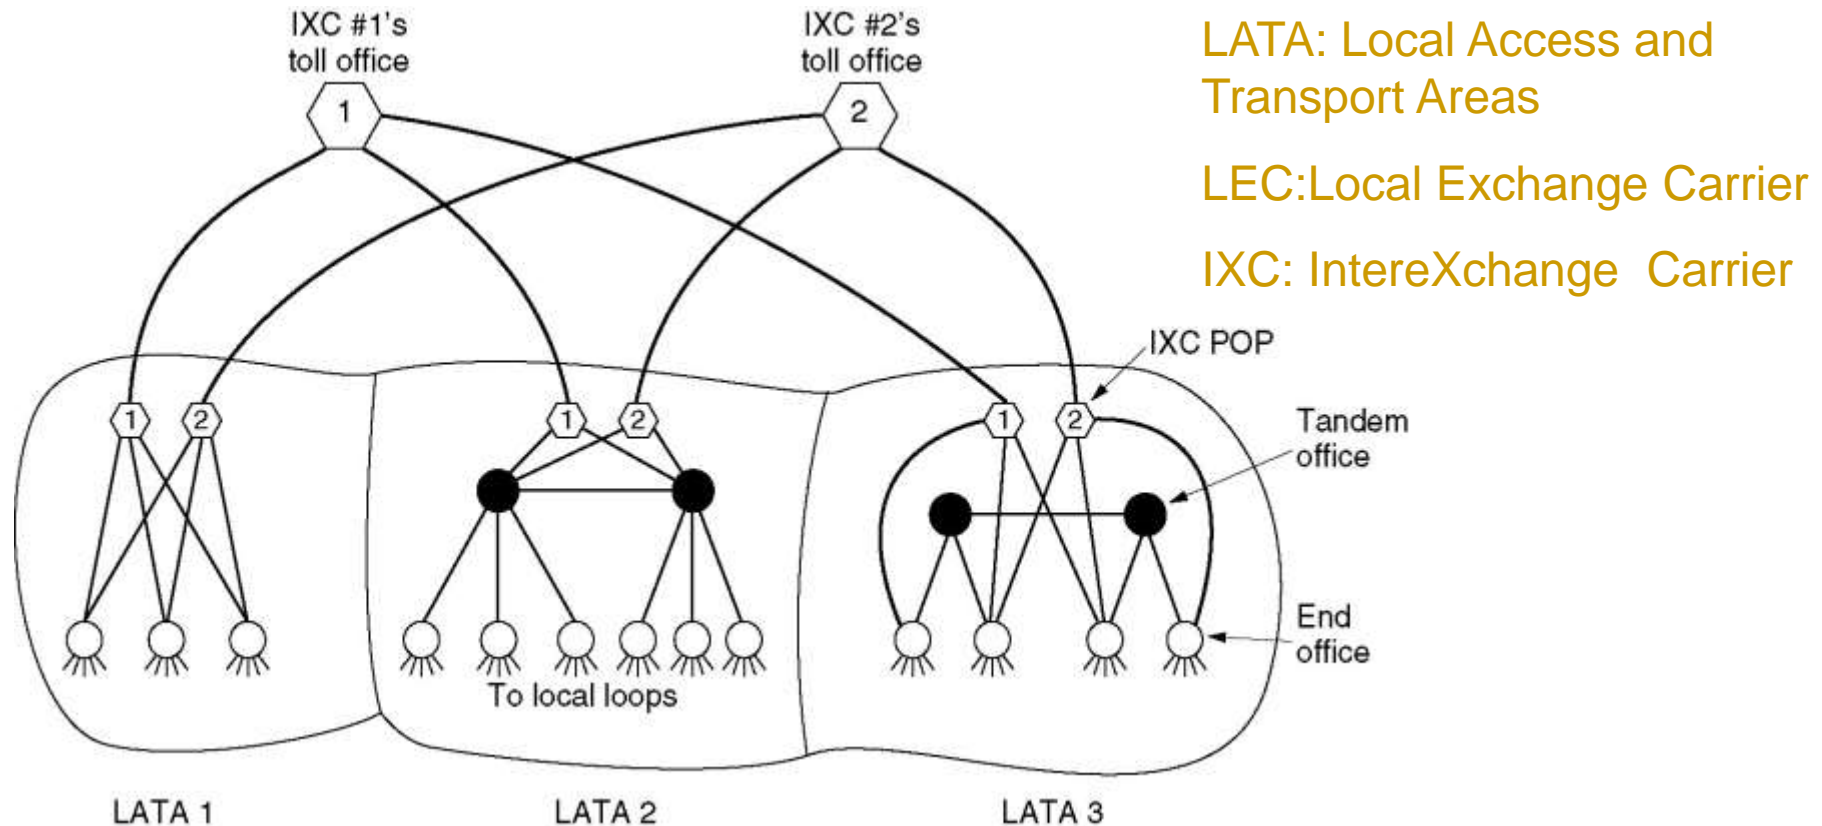 IXC #1's
toll office
1
IXC #2's
toll office
2
LATA: Local Access and
Transport Areas
LEC:Local Exchange Carrier
IXC: IntereXchange Carrier
IXC POP
1
2
1
2
1
2
Tandem
office
End
office
To local loops
LATA 1
LATA 2
LATA 3